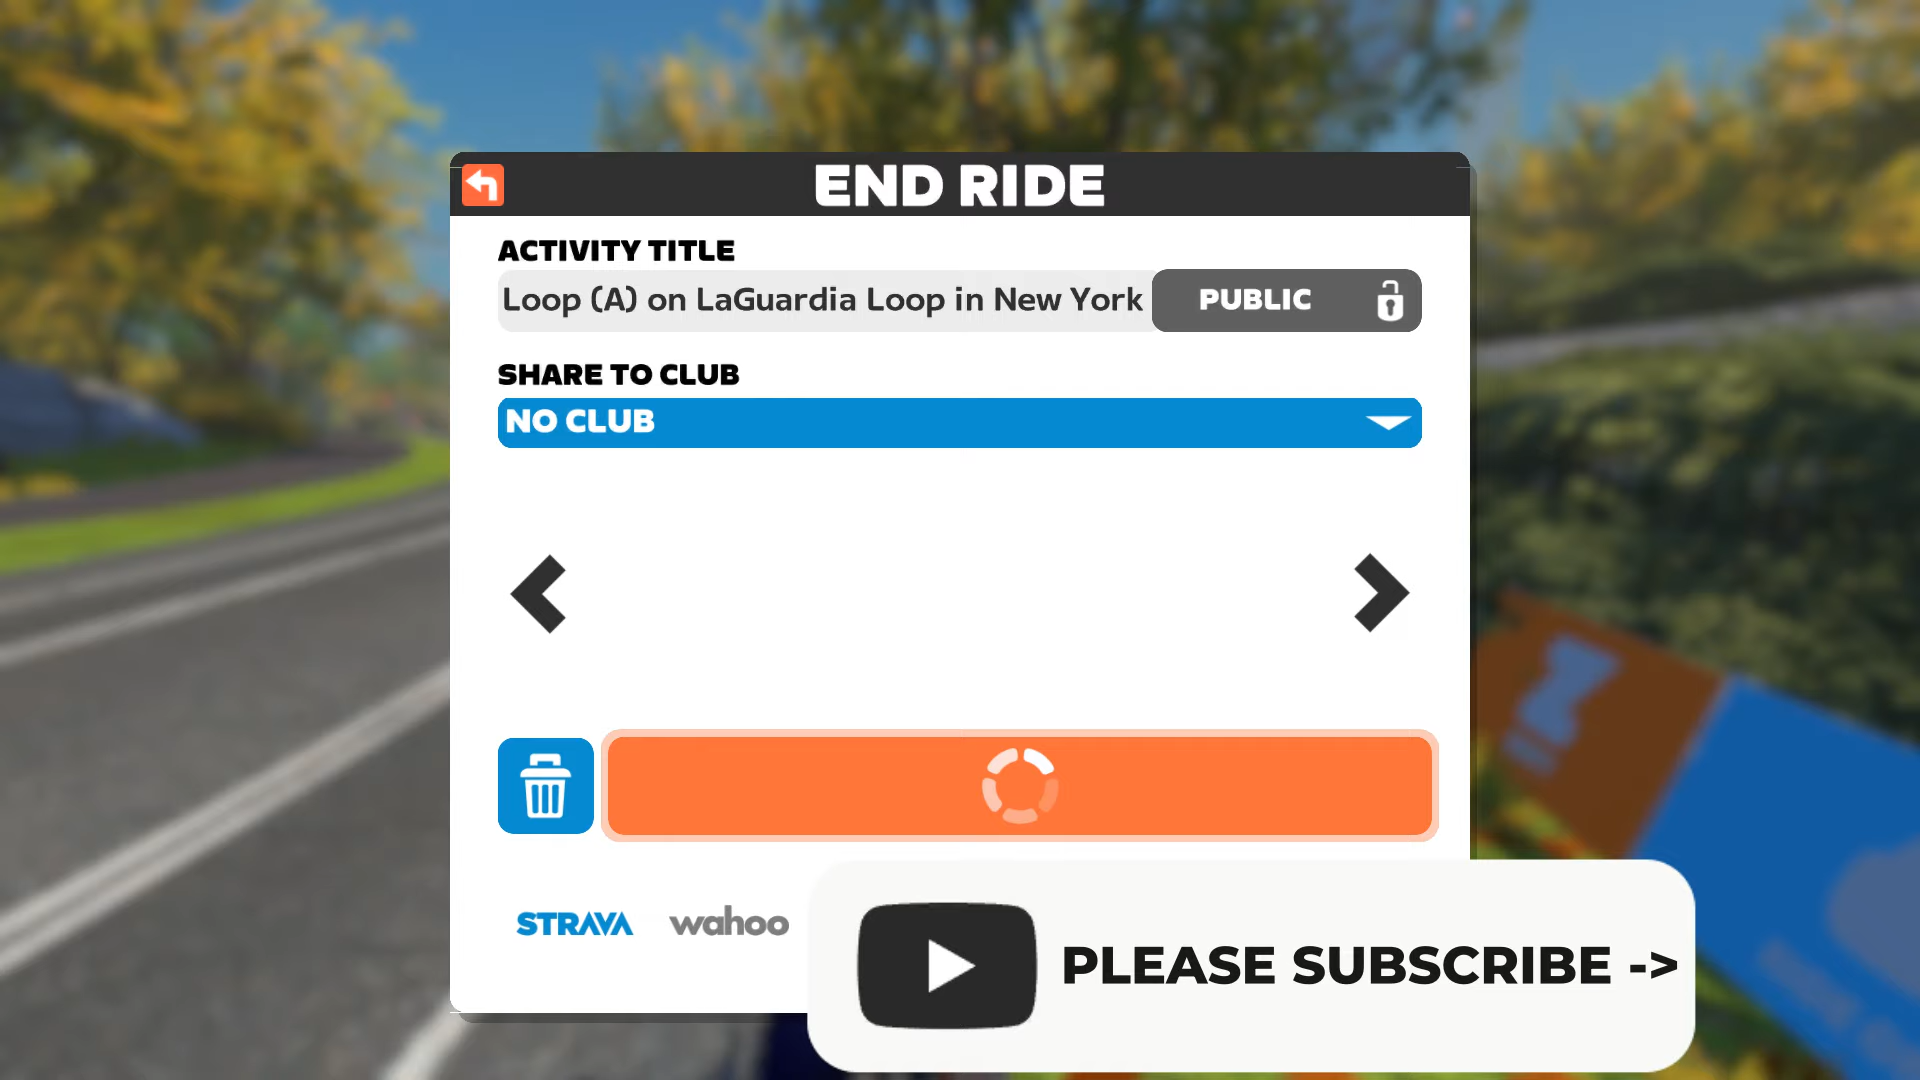 END RIDE
ACTIVITY TITLE
Loop (A) on LaGuardia Loop in New York
PUBLIC
SHARE TO CLUB
NO CLUB
STRAVA wahoo
PLEASE SUBSCRIBE ->